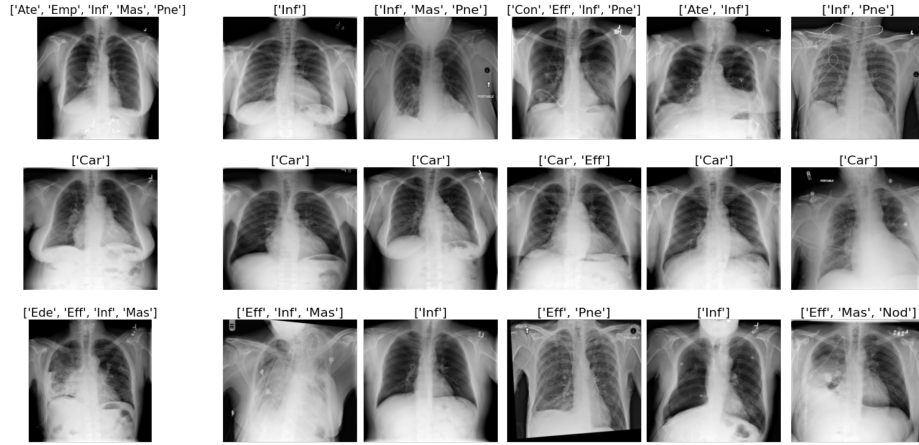 ['Ate', 'Emp', 'Inf', 'Mas', 'Pne'] ['Inf'] ['Inf', 'Mas', 'Pne'] ['Con', 'Eff', 'Inf', 'Pne'] ['Ate', 'Inf'] ['Inf', 'Pne']
PORTABLE
['Car'] ['Car'] ['Car'] ['Car', 'Eff'] ['Car'] ['Car']
PORTABLE
['Ede', 'Eff', 'Inf', 'Mas'] ['Eff', 'Inf', 'Mas'] ['Inf'] ['Eff', 'Pne'] ['Inf'] ['Eff', 'Mas', 'Nod']